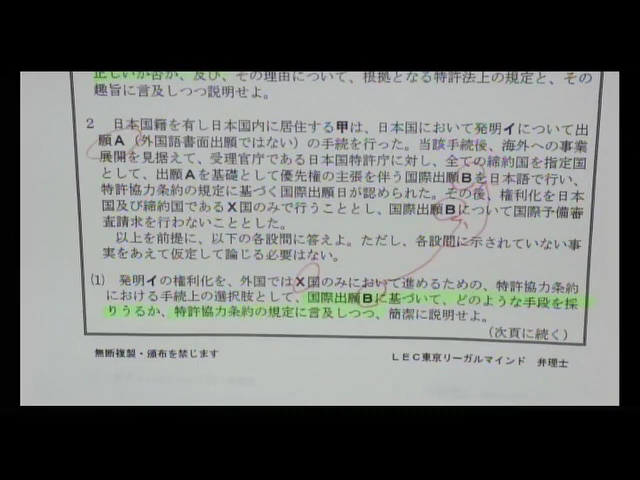 正しいか否か、及び、その理由について、根拠となる特許法上の規定と、その
趣旨に言及しつつ説明せよ。
2 日本国籍を有し日本国内に居住する甲は、日本国において発明イについて出
願A（外国語書面出願ではない）の手続を行った。当該手続後、海外への事業
展開を見据えて、受理官庁である日本国特許庁に対し、全ての締約国を指定国
として、出願Aを基礎として優先権の主張を伴う国際出願Bを日本語で行い、
特許協力条約の規定に基づく国際出願日が認められた。その後、権利化を日本
国及び締約国であるX国のみで行うこととし、国際出願Bについて国際予備審
査請求を行わないこととした。
以上を前提に、以下の各設問に答えよ。ただし、各設問に示されていない事
実をあえて仮定して論じる必要はない。
(1) 発明イの権利化を、外国ではX国のみにおいて進めるための、特許協力条約
における手続上の選択肢として、国際出願Bに基づいて、どのような手段を採
りうるか、特許協力条約の規定に言及しつつ、簡潔に説明せよ。
(次頁に続く)
無断複製・頒布を禁じます
LEC東京リーガルマインド 弁理士